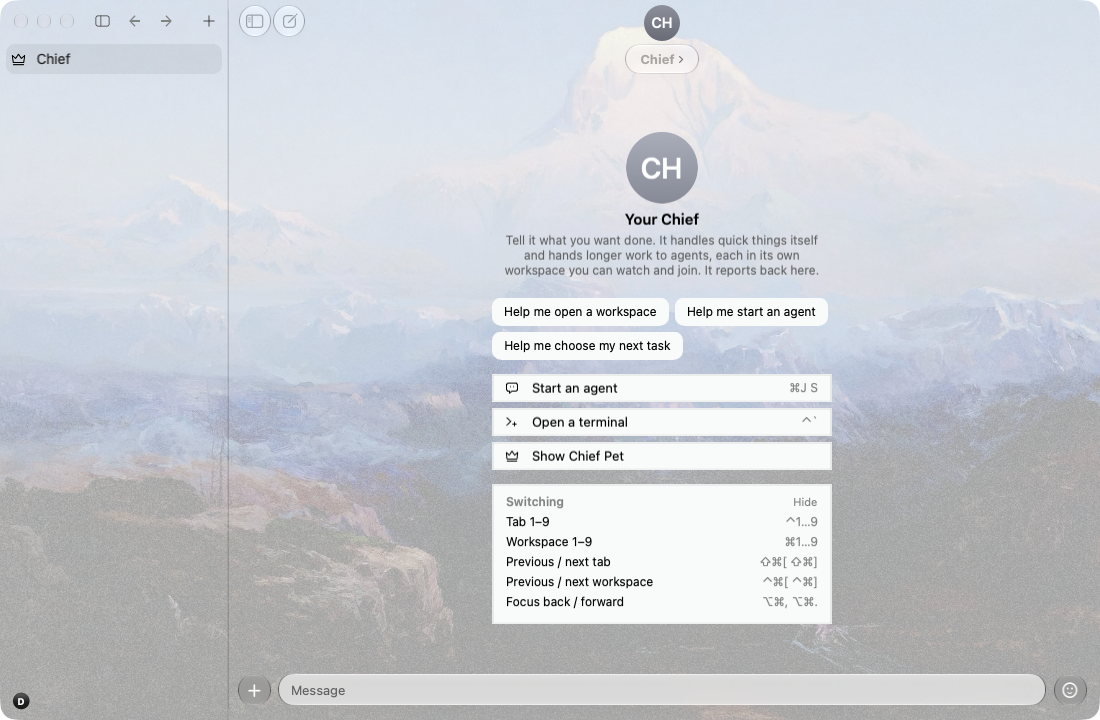 CH
Chief
Chief
CH
Your Chief
Tell it what you want done. It handles quick things itself
and hands longer work to agents, each in its own
workspace you can watch and join. It reports back here.
Help me open a workspace
Help me start an agent
Help me choose my next task
Start an agent ⌘J S
Open a terminal ^`
Show Chief Pet
Switching Hide
Tab 1–9 ^1...9
Workspace 1–9 ⌘1...9
Previous / next tab ⇧⌘[ ⇧⌘]
Previous / next workspace ^⌘[ ^⌘]
Focus back / forward ⌥⌘, ⌥⌘.
Message
D